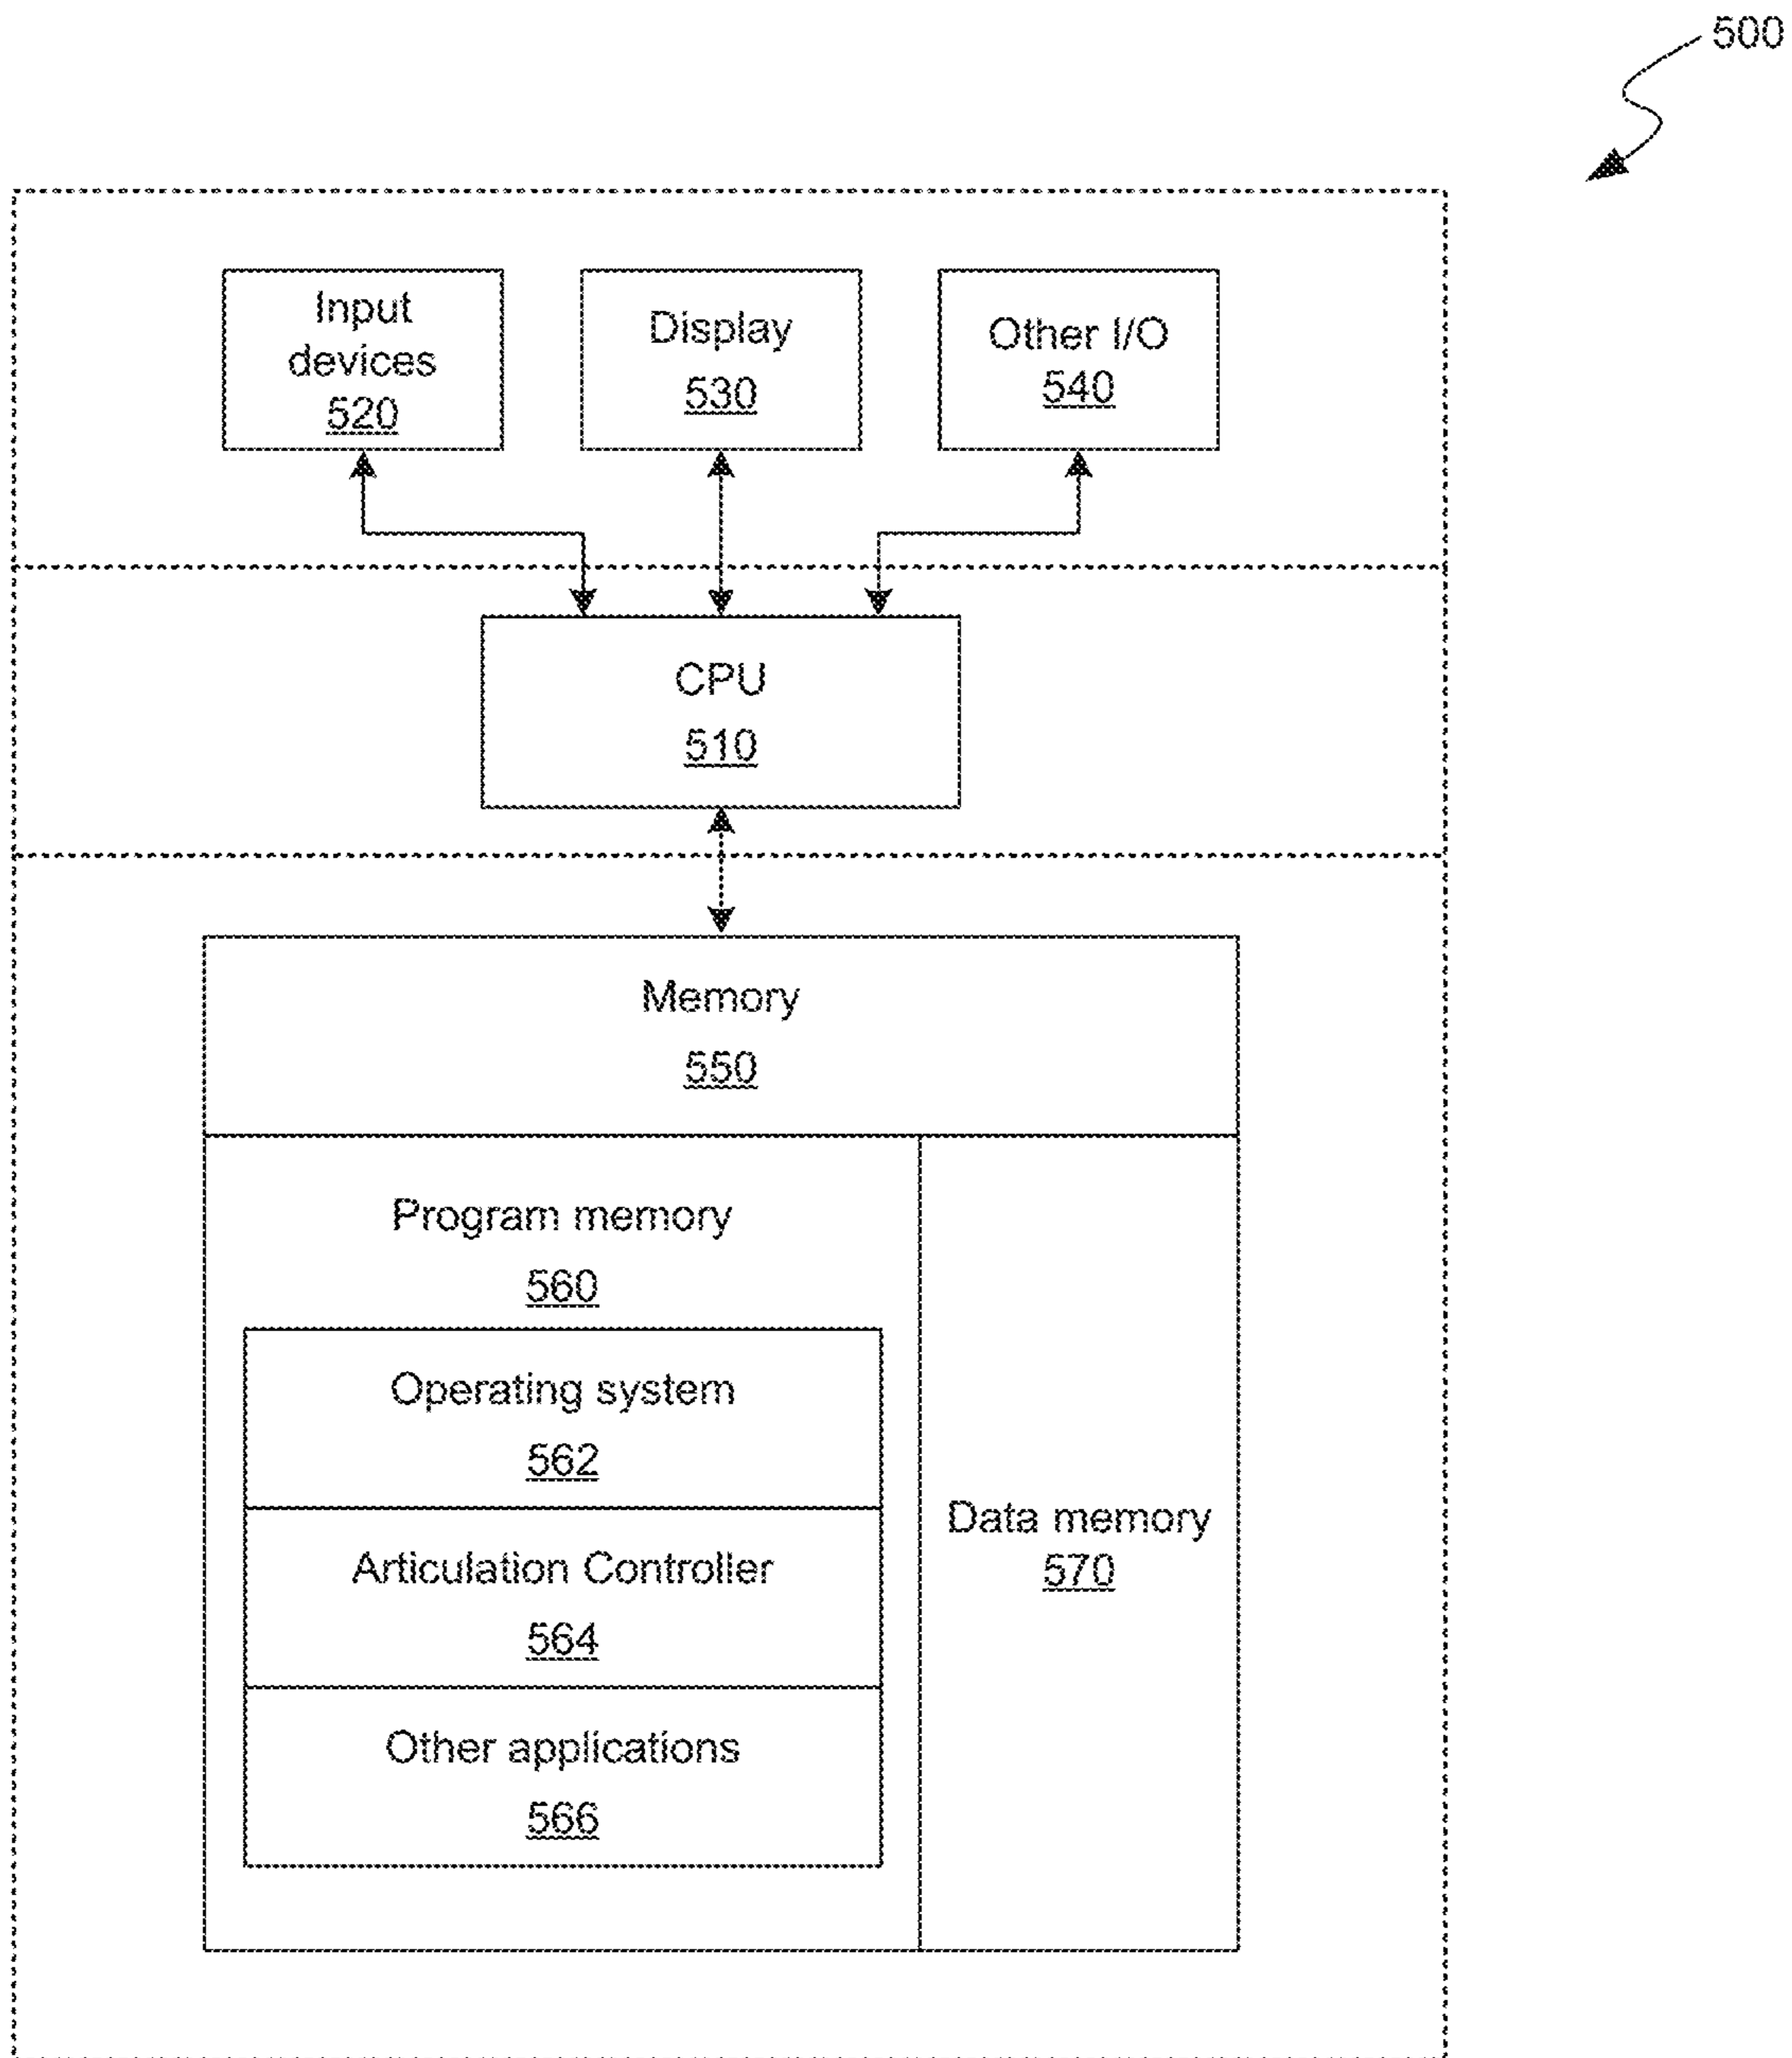 500
Input
devices
520
Display
530
Other I/O
540
CPU
510
Memory
550
Program memory
560
Operating system
562
Articulation Controller
564
Other applications
566
Data memory
570